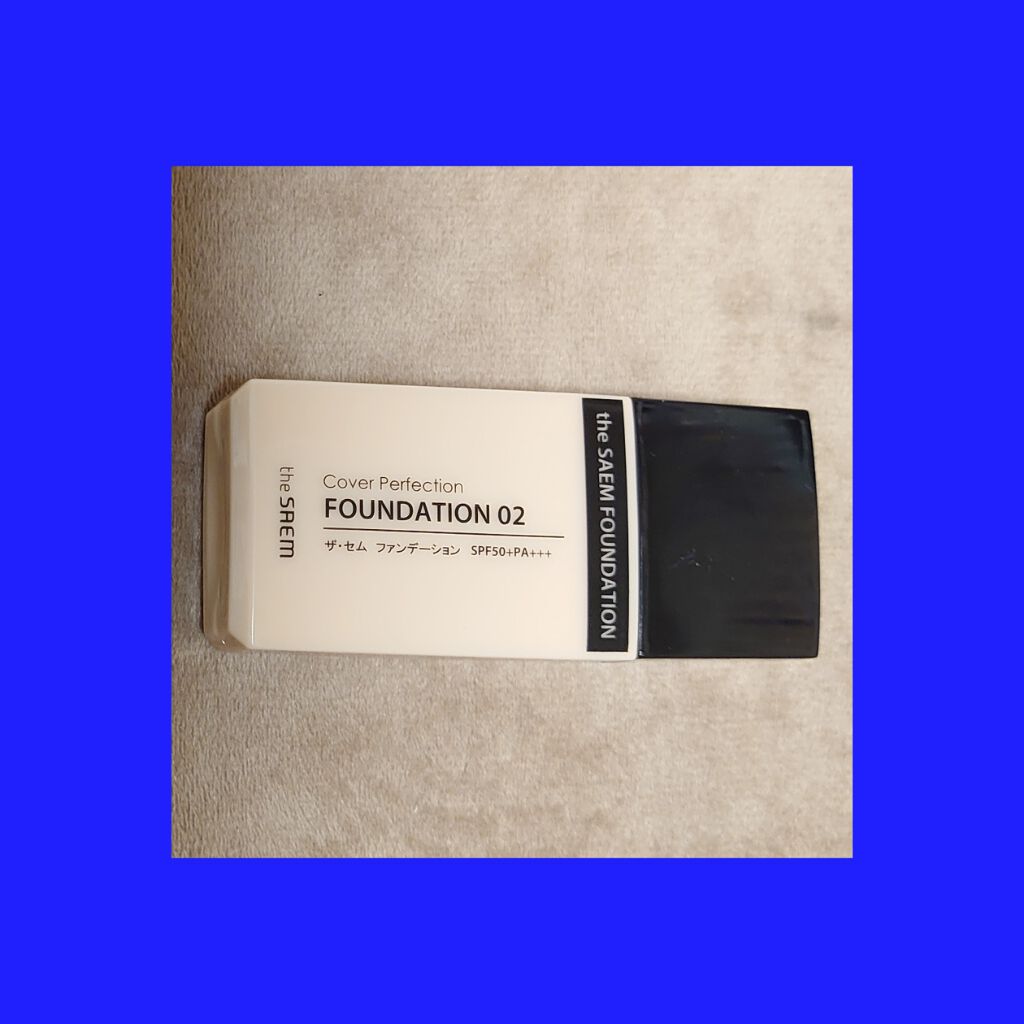 the SAEM
Cover Perfection
FOUNDATION 02
ザ・セム ファンデーション SPF50+PA+++
the SAEM FOUNDATION